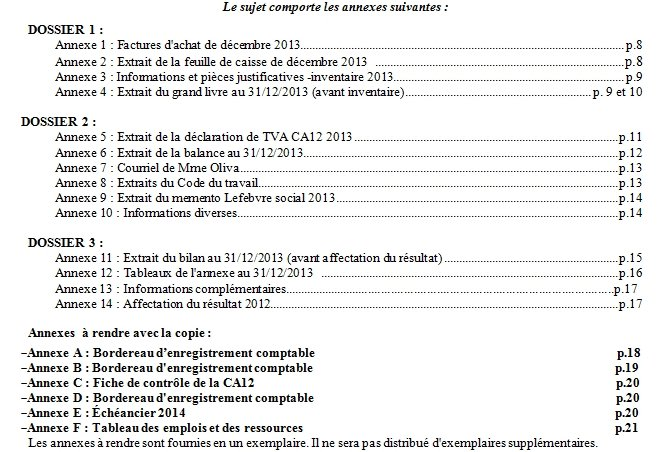 Le sujet comporte les annexes suivantes :
DOSSIER 1 :
Annexe 1 : Factures d'achat de décembre 2013.......................................................................................... p.8
Annexe 2 : Extrait de la feuille de caisse de décembre 2013 ..................................................................... p.8
Annexe 3 : Informations et pièces justificatives -inventaire 2013................................................................ p.9
Annexe 4 : Extrait du grand livre au 31/12/2013 (avant inventaire).................................................... p. 9 et 10
DOSSIER 2 :
Annexe 5 : Extrait de la déclaration de TVA CA12 2013 ..........................................................................p.11
Annexe 6 : Extrait de la balance au 31/12/2013........................................................................................p.12
Annexe 7 : Courriel de Mme Oliva..........................................................................................................p.13
Annexe 8 : Extraits du Code du travail.....................................................................................................p.13
Annexe 9 : Extrait du memento Lefebvre social 2013...............................................................................p.14
Annexe 10 : Informations diverses...........................................................................................................p.14
DOSSIER 3 :
Annexe 11 : Extrait du bilan au 31/12/2013 (avant affectation du résultat) .................................................p.15
Annexe 12 : Tableaux de l'annexe au 31/12/2013 ...................................................................................p.16
Annexe 13 : Informations complémentaires............................................................................................p.17
Annexe 14 : Affectation du résultat 2012.................................................................................................p.17
Annexes à rendre avec la copie :
–Annexe A : Bordereau d'enregistrement comptable p.18
–Annexe B : Bordereau d'enregistrement comptable p.19
–Annexe C : Fiche de contrôle de la CA12 p.20
–Annexe D : Bordereau d'enregistrement comptable p.20
–Annexe E : Échéancier 2014 p.20
–Annexe F : Tableau des emplois et des ressources p.21
Les annexes à rendre sont fournies en un exemplaire. Il ne sera pas distribué d'exemplaires supplémentaires.